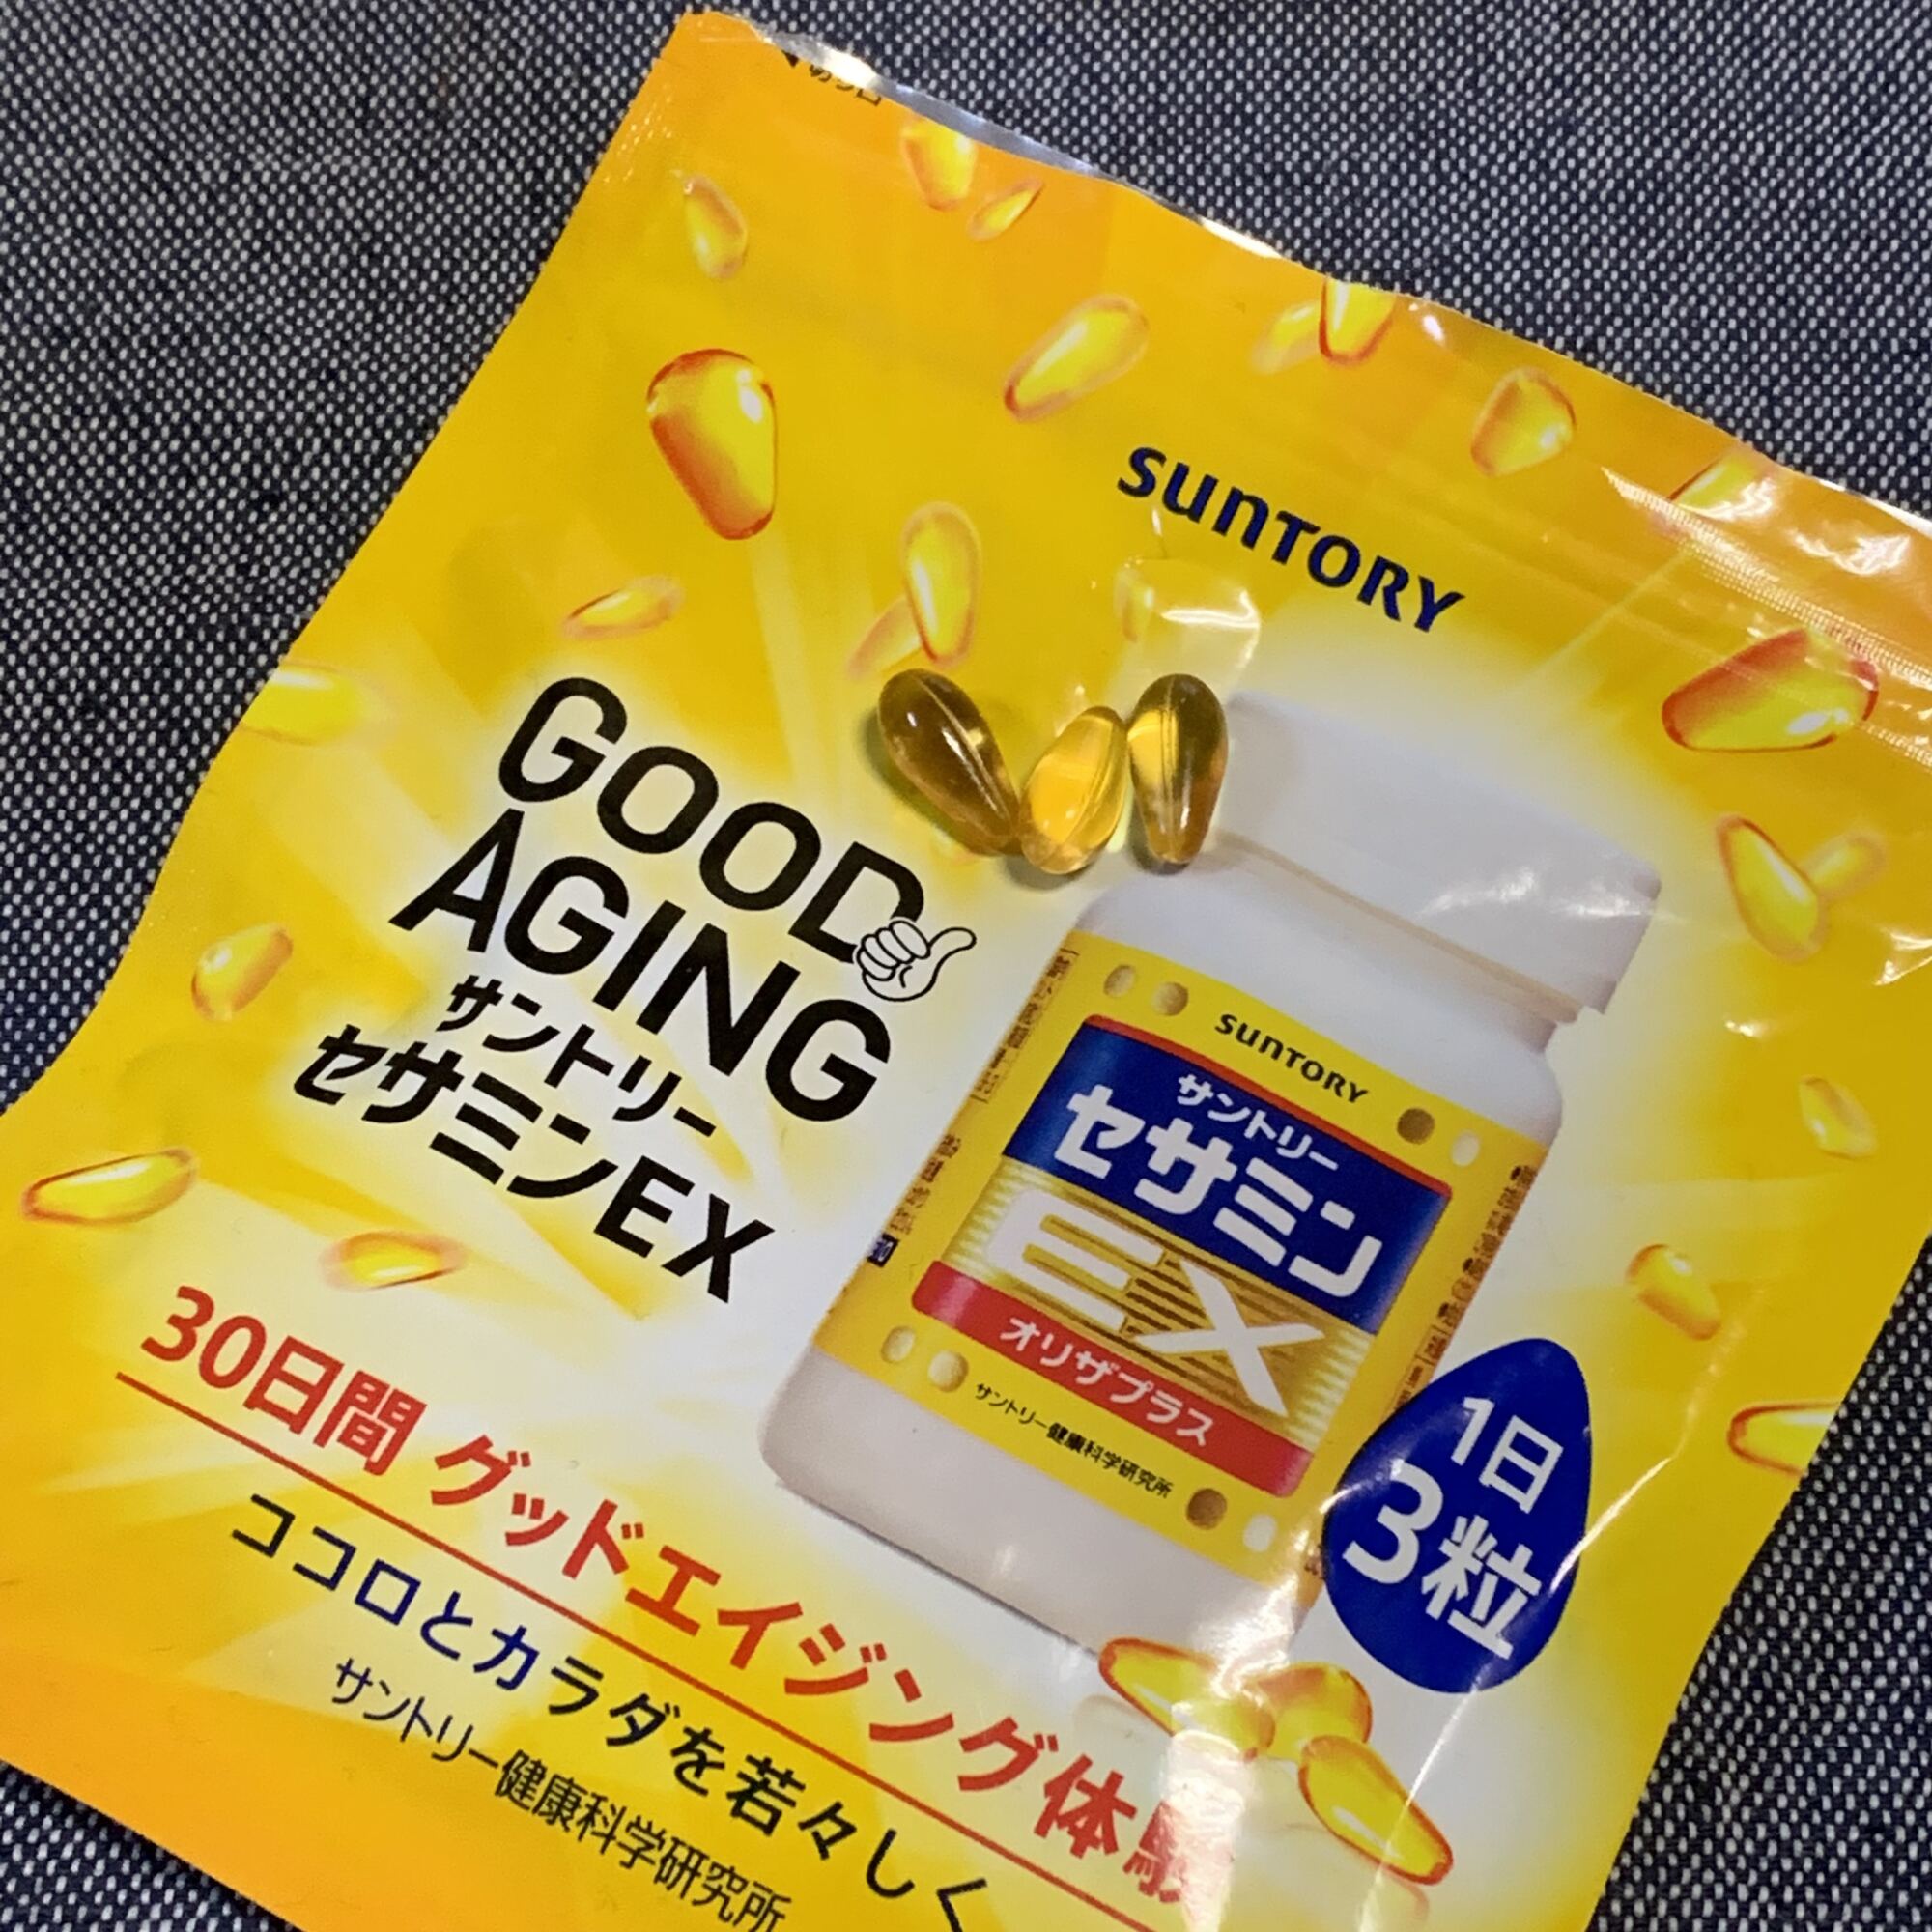 SUNTORY
GOOD
AGING
サントリー
セサミンEX
SUNTORY
サントリー
セサミン
EX
オリザプラス
サントリー健康科学研究所
1日
3粒
30日間 グッドエイジング体験
ココロとカラダを若々しく
サントリー健康科学研究所